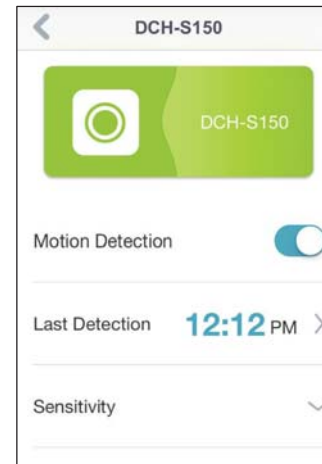 DCH-S150
DCH-S150
Motion Detection
Last Detection 12:12 PM
Sensitivity